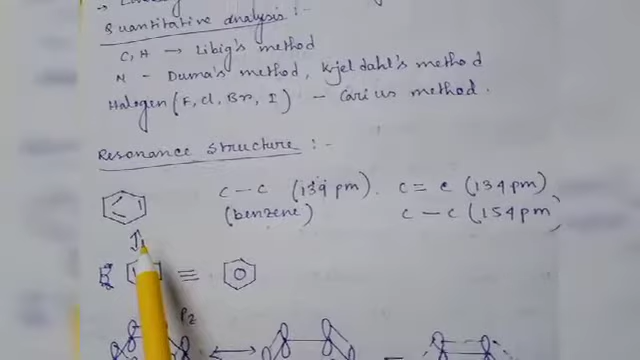 Quantitative analysis :-
C, H → Libig's method
N - Duma's method, Kjeldahl's method
Halogen (F, Cl, Br, I) - Carius method.
Resonance structure :-
C - C (139 pm). C = C (134 pm)
(benzene) C - C (154 pm)
≡
Pz